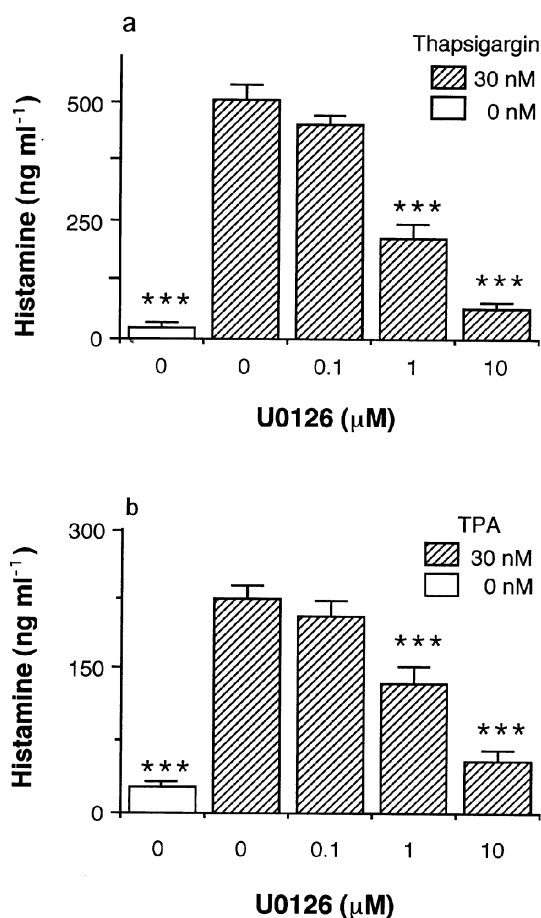 a
Thapsigargin
30 nM
0 nM
Histamine (ng ml⁻¹)
500
250
0
***
***
***
0 0 0.1 1 10
U0126 (μM)
b
TPA
30 nM
0 nM
Histamine (ng ml⁻¹)
300
150
0
***
***
***
0 0 0.1 1 10
U0126 (μM)